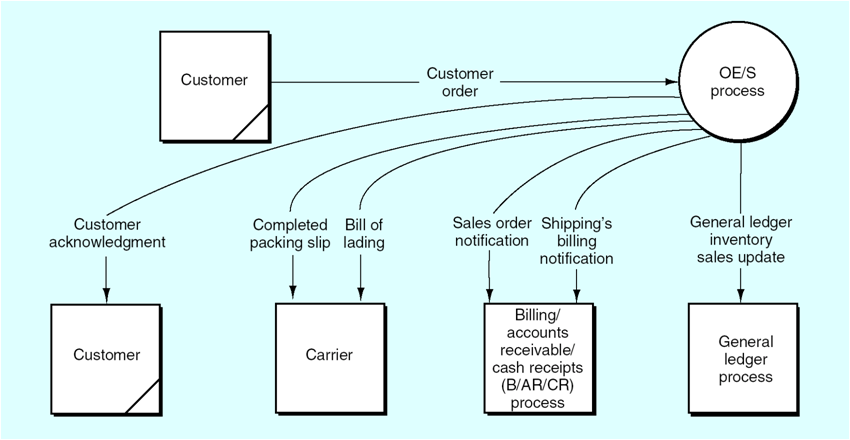 Customer
Customer
order
OE/S
process
Customer
acknowledgment
Completed
packing slip
Bill of
lading
Sales order
notification
Shipping's
billing
notification
General ledger
inventory
sales update
Customer
Carrier
Billing/
accounts
receivable/
cash receipts
(B/AR/CR)
process
General
ledger
process